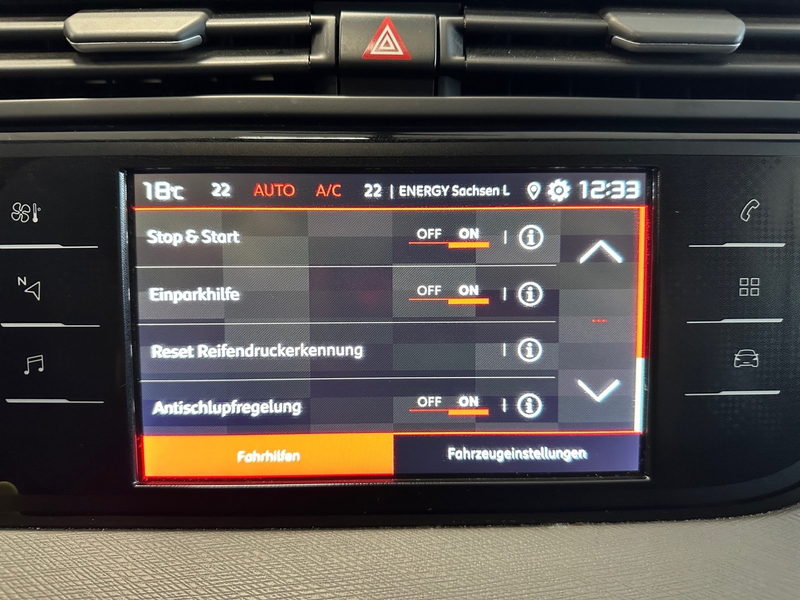 18°C 22 AUTO A/C 22 | ENERGY Sachsen L 12:33
Stop & Start OFF ON
Einparkhilfe OFF ON
Reset Reifendruckerkennung
Antischlupfregelung OFF ON
Fahrhilfen Fahrzeugeinstellungen
N